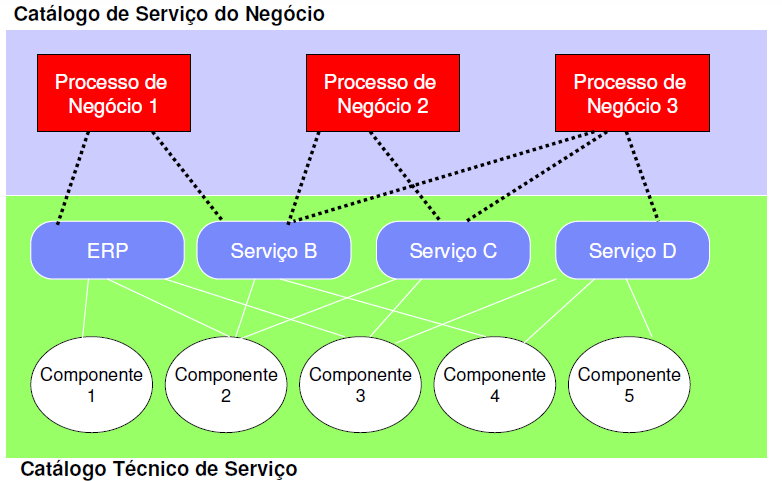 Catálogo de Serviço do Negócio
Processo de
Negócio 1
Processo de
Negócio 2
Processo de
Negócio 3
ERP
Serviço B
Serviço C
Serviço D
Componente
1
Componente
2
Componente
3
Componente
4
Componente
5
Catálogo Técnico de Serviço